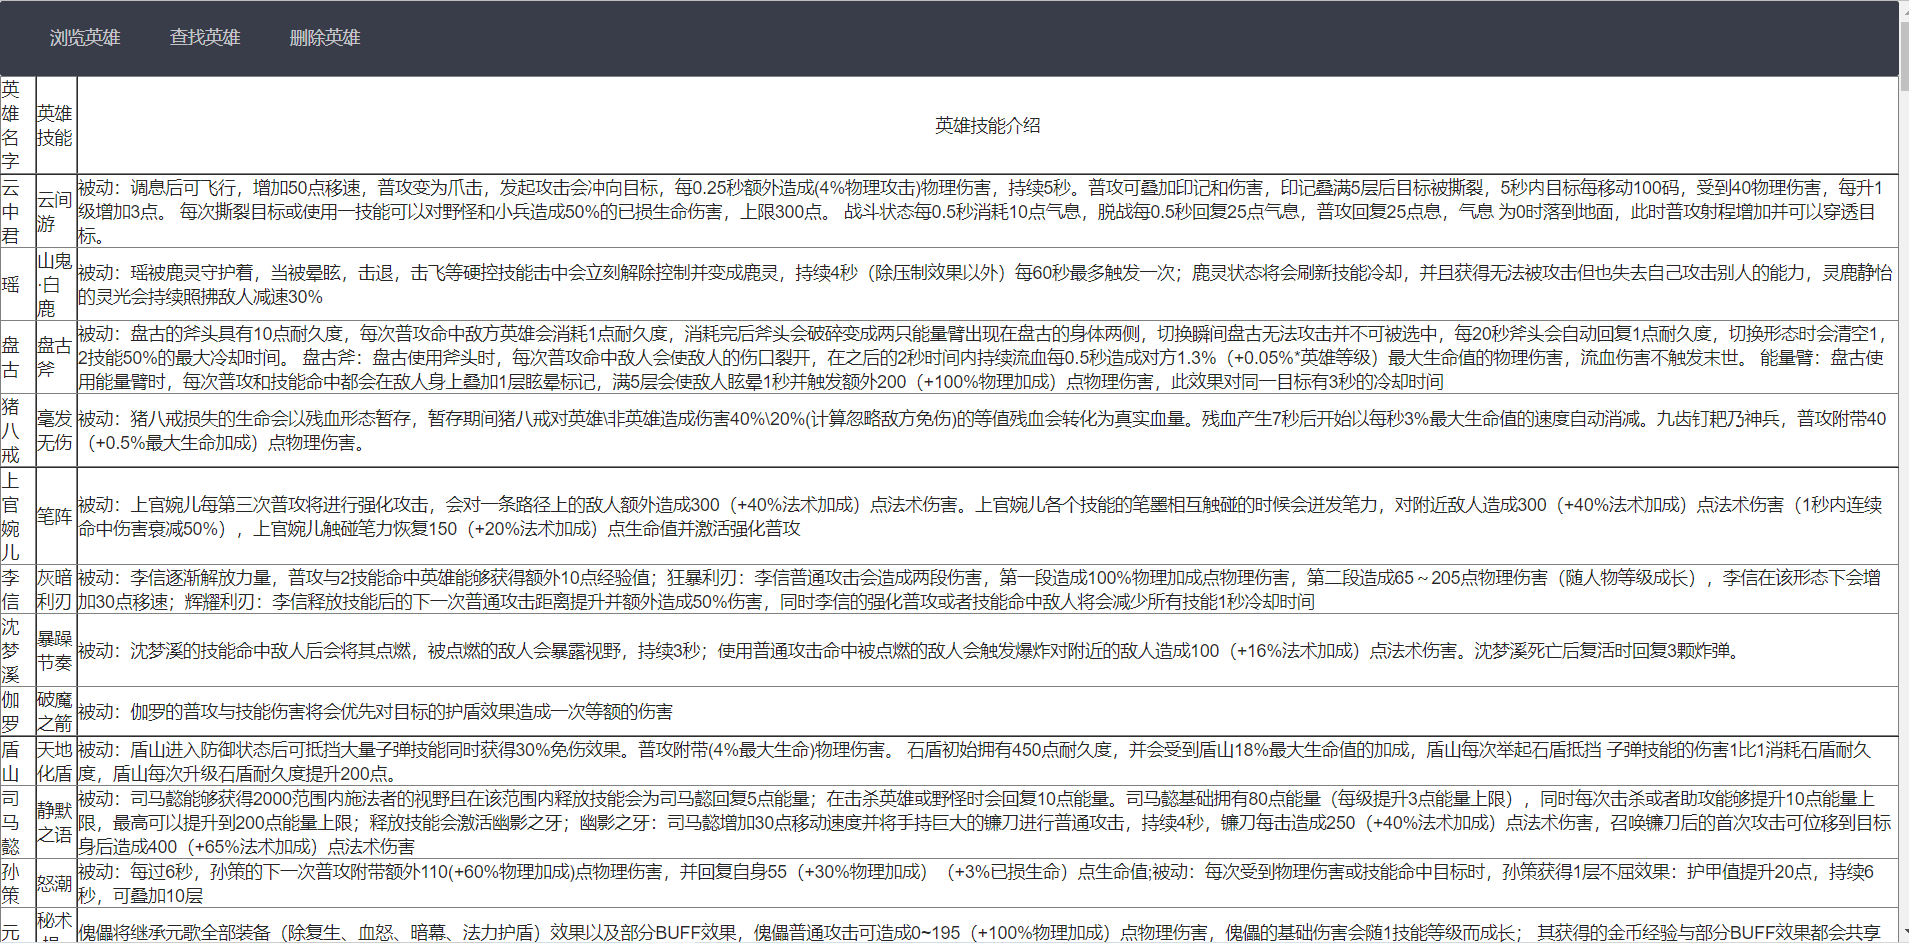 浏览英雄 查找英雄 删除英雄
英
雄
名
字
英雄
技能
英雄技能介绍
云
中
君
云间
游
被动：调息后可飞行，增加50点移速，普攻变为爪击，发起攻击会冲向目标，每0.25秒额外造成(4%物理攻击)物理伤害，持续5秒。普攻可叠加印记和伤害，印记叠满5层后目标被撕裂，5秒内目标每移动100码，受到40物理伤害，每升1
级增加3点。 每次撕裂目标或使用一技能可以对野怪和小兵造成50%的已损生命伤害，上限300点。 战斗状态每0.5秒消耗10点气息，脱战每0.5秒回复25点气息，普攻回复25点息，气息 为0时落到地面，此时普攻射程增加并可以穿透目
标。
瑶
山鬼
·白
鹿
被动：瑶被鹿灵守护着，当被晕眩，击退，击飞等硬控技能击中会立刻解除控制并变成鹿灵，持续4秒（除压制效果以外）每60秒最多触发一次；鹿灵状态将会刷新技能冷却，并且获得无法被攻击但也失去自己攻击别人的能力，灵鹿静怡
的灵光会持续照拂敌人减速30%
盘
古
盘古
斧
被动：盘古的斧头具有10点耐久度，每次普攻命中敌方英雄会消耗1点耐久度，消耗完后斧头会破碎变成两只能量臂出现在盘古的身体两侧，切换瞬间盘古无法攻击并不可被选中，每20秒斧头会自动回复1点耐久度，切换形态时会清空1，
2技能50%的最大冷却时间。 盘古斧：盘古使用斧头时，每次普攻命中敌人会使敌人的伤口裂开，在之后的2秒时间内持续流血每0.5秒造成对方1.3%（+0.05%*英雄等级）最大生命值的物理伤害，流血伤害不触发末世。 能量臂：盘古使
用能量臂时，每次普攻和技能命中都会在敌人身上叠加1层眩晕标记，满5层会使敌人眩晕1秒并触发额外200（+100%物理加成）点物理伤害，此效果对同一目标有3秒的冷却时间
猪
八
戒
毫发
无伤
被动：猪八戒损失的生命会以残血形态暂存，暂存期间猪八戒对英雄\非英雄造成伤害40%\20%(计算忽略敌方免伤)的等值残血会转化为真实血量。残血产生7秒后开始以每秒3%最大生命值的速度自动消减。九齿钉耙乃神兵，普攻附带40
（+0.5%最大生命加成）点物理伤害。
上
官
婉
儿
笔阵
被动：上官婉儿每第三次普攻将进行强化攻击，会对一条路径上的敌人额外造成300（+40%法术加成）点法术伤害。上官婉儿各个技能的笔墨相互触碰的时候会迸发笔力，对附近敌人造成300（+40%法术加成）点法术伤害（1秒内连续
命中伤害衰减50%），上官婉儿触碰笔力恢复150（+20%法术加成）点生命值并激活强化普攻
李
信
灰暗
利刃
被动：李信逐渐解放力量，普攻与2技能命中英雄能够获得额外10点经验值；狂暴利刃：李信普通攻击会造成两段伤害，第一段造成100%物理加成点物理伤害，第二段造成65～205点物理伤害（随人物等级成长），李信在该形态下会增
加30点移速；辉耀利刃：李信释放技能后的下一次普通攻击距离提升并额外造成50%伤害，同时李信的强化普攻或者技能命中敌人将会减少所有技能1秒冷却时间
沈
梦
溪
暴躁
节奏
被动：沈梦溪的技能命中敌人后会将其点燃，被点燃的敌人会暴露视野，持续3秒；使用普通攻击命中被点燃的敌人会触发爆炸对附近的敌人造成100（+16%法术加成）点法术伤害。沈梦溪死亡后复活时回复3颗炸弹。
伽
罗
破魔
之箭
被动：伽罗的普攻与技能伤害将会优先对目标的护盾效果造成一次等额的伤害
盾
山
天地
化盾
被动：盾山进入防御状态后可抵挡大量子弹技能同时获得30%免伤效果。普攻附带(4%最大生命)物理伤害。 石盾初始拥有450点耐久度，并会受到盾山18%最大生命值的加成，盾山每次举起石盾抵挡 子弹技能的伤害1比1消耗石盾耐久
度，盾山每次升级石盾耐久度提升200点。
司
马
懿
静默
之语
被动：司马懿能够获得2000范围内施法者的视野且在该范围内释放技能会为司马懿回复5点能量；在击杀英雄或野怪时会回复10点能量。司马懿基础拥有80点能量（每级提升3点能量上限），同时每次击杀或者助攻能够提升10点能量上
限，最高可以提升到200点能量上限；释放技能会激活幽影之牙；幽影之牙：司马懿增加30点移动速度并将手持巨大的镰刀进行普通攻击，持续4秒，镰刀每击造成250（+40%法术加成）点法术伤害，召唤镰刀后的首次攻击可位移到目标
身后造成400（+65%法术加成）点法术伤害
孙
策
怒潮
被动：每过6秒，孙策的下一次普攻附带额外110(+60%物理加成)点物理伤害，并回复自身55（+30%物理加成）（+3%已损生命）点生命值;被动：每次受到物理伤害或技能命中目标时，孙策获得1层不屈效果：护甲值提升20点，持续6
秒，可叠加10层
元
秘术
傀儡将继承元歌全部装备（除复生、血怒、暗幕、法力护盾）效果以及部分BUFF效果，傀儡普通攻击可造成0~195（+100%物理加成）点物理伤害，傀儡的基础伤害会随1技能等级而成长； 其获得的金币经验与部分BUFF效果都会共享